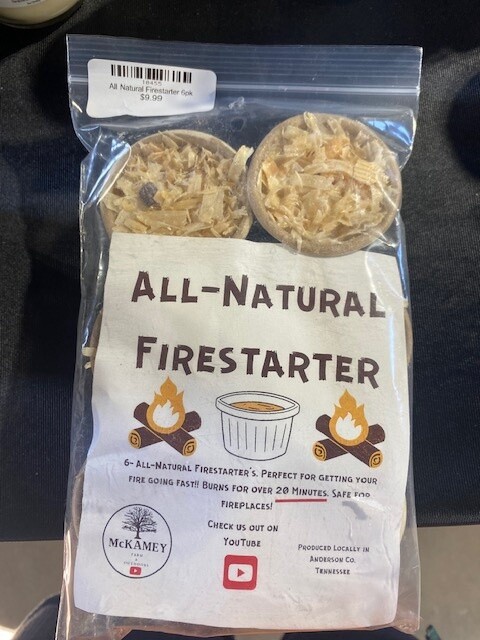 18455
All Natural Firestarter 6pk
$9.99
ALL-NATURAL
FIRESTARTER
6- ALL-NATURAL FIRESTARTER'S. PERFECT FOR GETTING YOUR
FIRE GOING FAST!! BURNS FOR OVER 20 MINUTES. SAFE FOR
FIREPLACES!
CHECK US OUT ON
YOUTUBE
MCKAMEY
FARM
&
PRODUCED LOCALLY IN
ANDERSON CO.
TENNESSEE